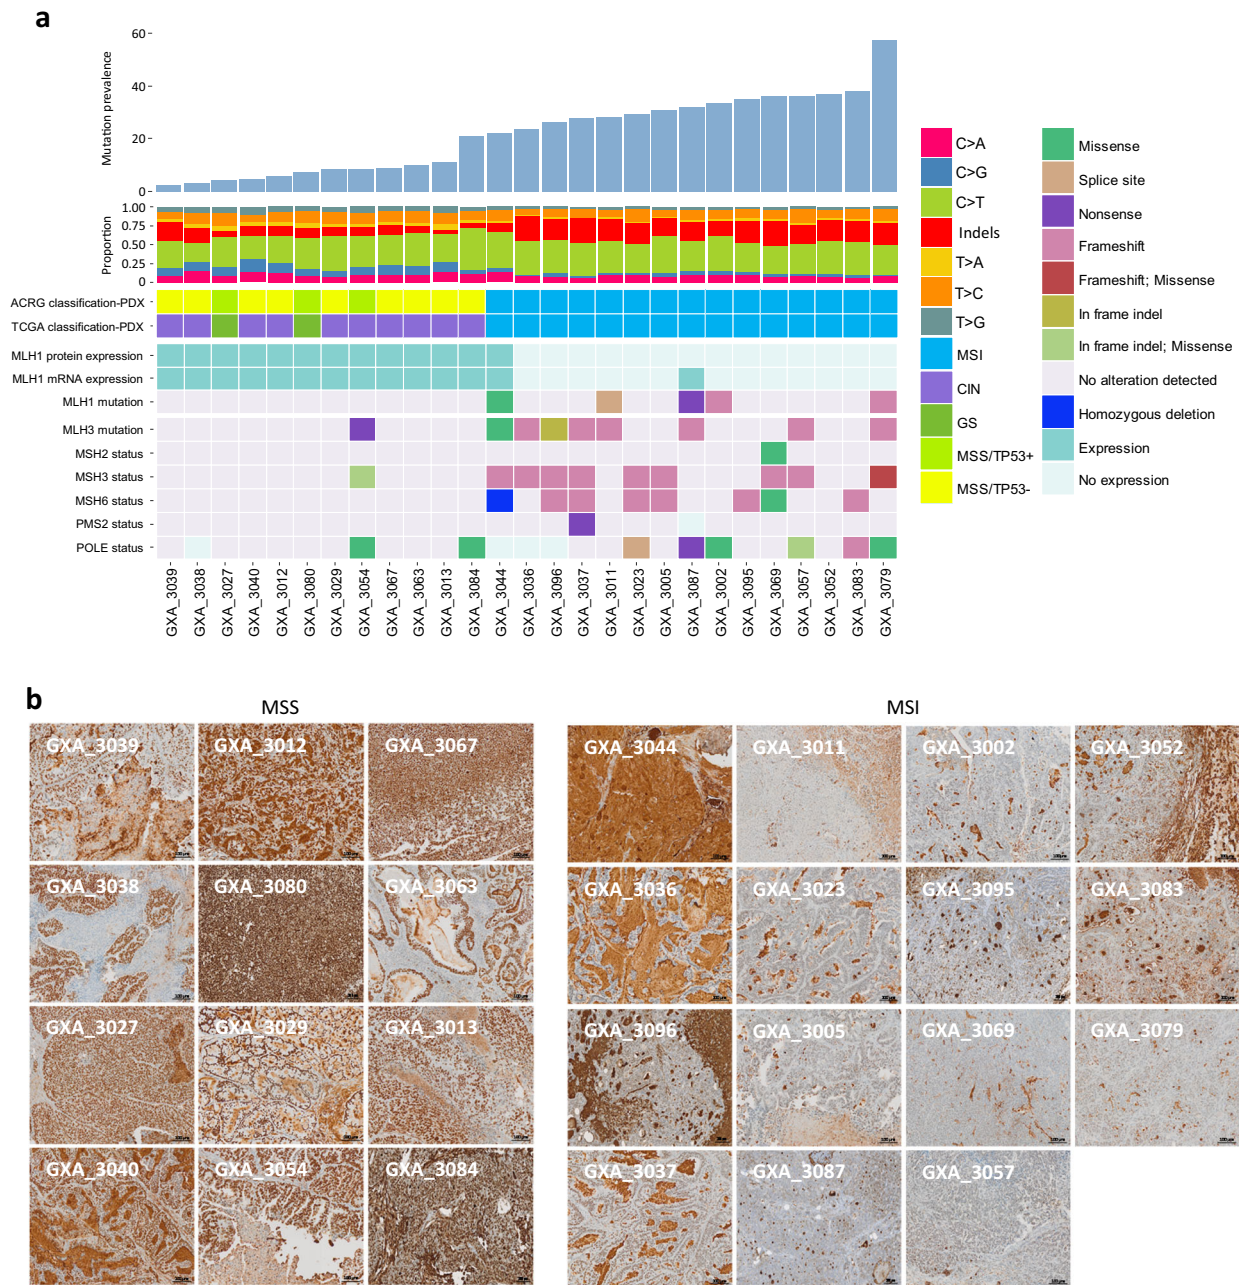 a
60
40
20
0
Mutation prevalence
1.00
0.75
0.50
0.25
0
Proportion
ACRG classification-PDX
TCGA classification-PDX
MLH1 protein expression
MLH1 mRNA expression
MLH1 mutation
MLH3 mutation
MSH2 status
MSH3 status
MSH6 status
PMS2 status
POLE status
GXA_3039
GXA_3038
GXA_3027
GXA_3040
GXA_3012
GXA_3080
GXA_3029
GXA_3054
GXA_3067
GXA_3063
GXA_3013
GXA_3084
GXA_3044
GXA_3036
GXA_3096
GXA_3037
GXA_3011
GXA_3023
GXA_3005
GXA_3087
GXA_3002
GXA_3095
GXA_3069
GXA_3057
GXA_3052
GXA_3083
GXA_3079
C>A
C>G
C>T
Indels
T>A
T>C
T>G
MSI
CIN
GS
MSS/TP53+
MSS/TP53-
Missense
Splice site
Nonsense
Frameshift
Frameshift; Missense
In frame indel
In frame indel; Missense
No alteration detected
Homozygous deletion
Expression
No expression
b
MSS
MSI
GXA_3039 GXA_3012 GXA_3067
GXA_3038 GXA_3080 GXA_3063
GXA_3027 GXA_3029 GXA_3013
GXA_3040 GXA_3054 GXA_3084
GXA_3044 GXA_3011 GXA_3002 GXA_3052
GXA_3036 GXA_3023 GXA_3095 GXA_3083
GXA_3096 GXA_3005 GXA_3069 GXA_3079
GXA_3037 GXA_3087 GXA_3057